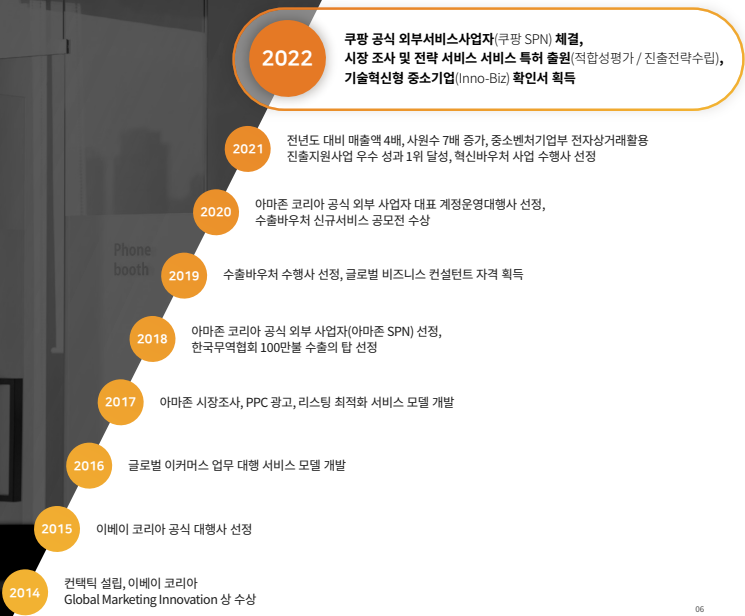 2022
쿠팡 공식 외부서비스사업자(쿠팡 SPN) 체결,
시장 조사 및 전략 서비스 서비스 특허 출원(적합성평가 / 진출전략수립),
기술혁신형 중소기업(Inno-Biz) 확인서 획득
2021
전년도 대비 매출액 4배, 사원수 7배 증가, 중소벤처기업부 전자상거래활용
진출지원사업 우수 성과 1위 달성, 혁신바우처 사업 수행사 선정
2020
아마존 코리아 공식 외부 사업자 대표 계정운영대행사 선정,
수출바우처 신규서비스 공모전 수상
Phone
booth
2019
수출바우처 수행사 선정, 글로벌 비즈니스 컨설턴트 자격 획득
2018
아마존 코리아 공식 외부 사업자(아마존 SPN) 선정,
한국무역협회 100만불 수출의 탑 선정
2017
아마존 시장조사, PPC 광고, 리스팅 최적화 서비스 모델 개발
2016
글로벌 이커머스 업무 대행 서비스 모델 개발
2015
이베이 코리아 공식 대행사 선정
2014
컨택틱 설립, 이베이 코리아
Global Marketing Innovation 상 수상
06